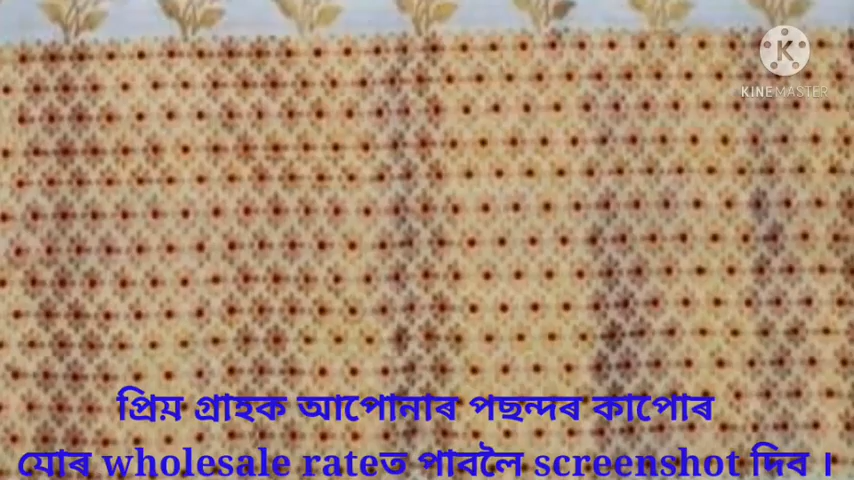 KINEMASTER
প্ৰিয় গ্ৰাহক আপোনাৰ পছন্দৰ কাপোৰ
যোৰ wholesale rateত পাবলৈ screenshot দিব ।